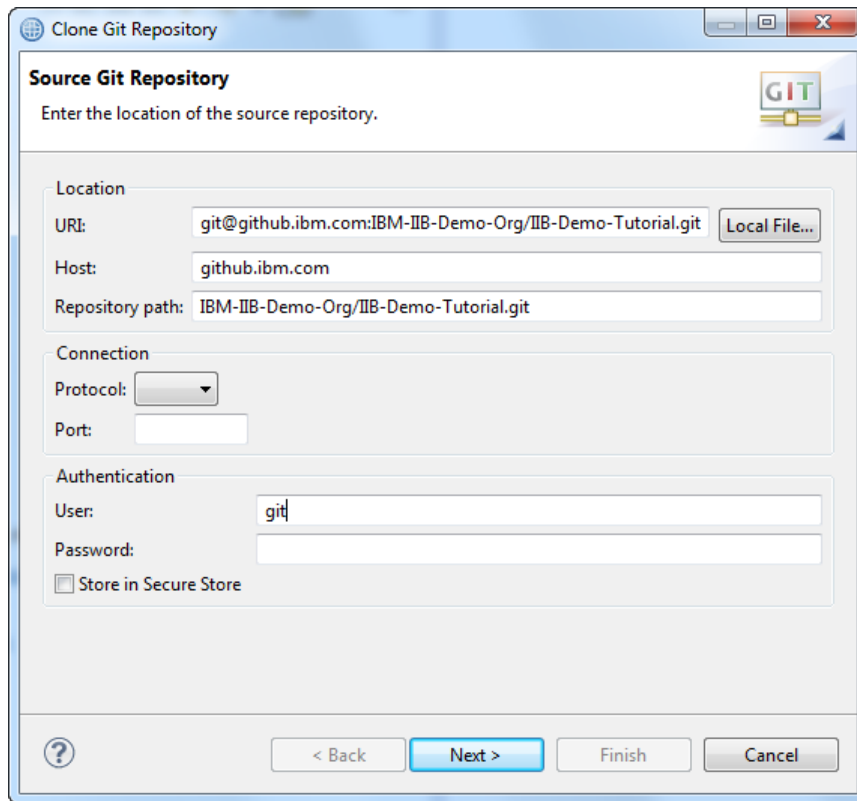 Clone Git Repository
Source Git Repository
Enter the location of the source repository.
GIT
Location
URI: git@github.ibm.com:IBM-IIB-Demo-Org/IIB-Demo-Tutorial.git Local File...
Host: github.ibm.com
Repository path: IBM-IIB-Demo-Org/IIB-Demo-Tutorial.git
Connection
Protocol:
Port:
Authentication
User: git
Password:
Store in Secure Store
? < Back Next > Finish Cancel